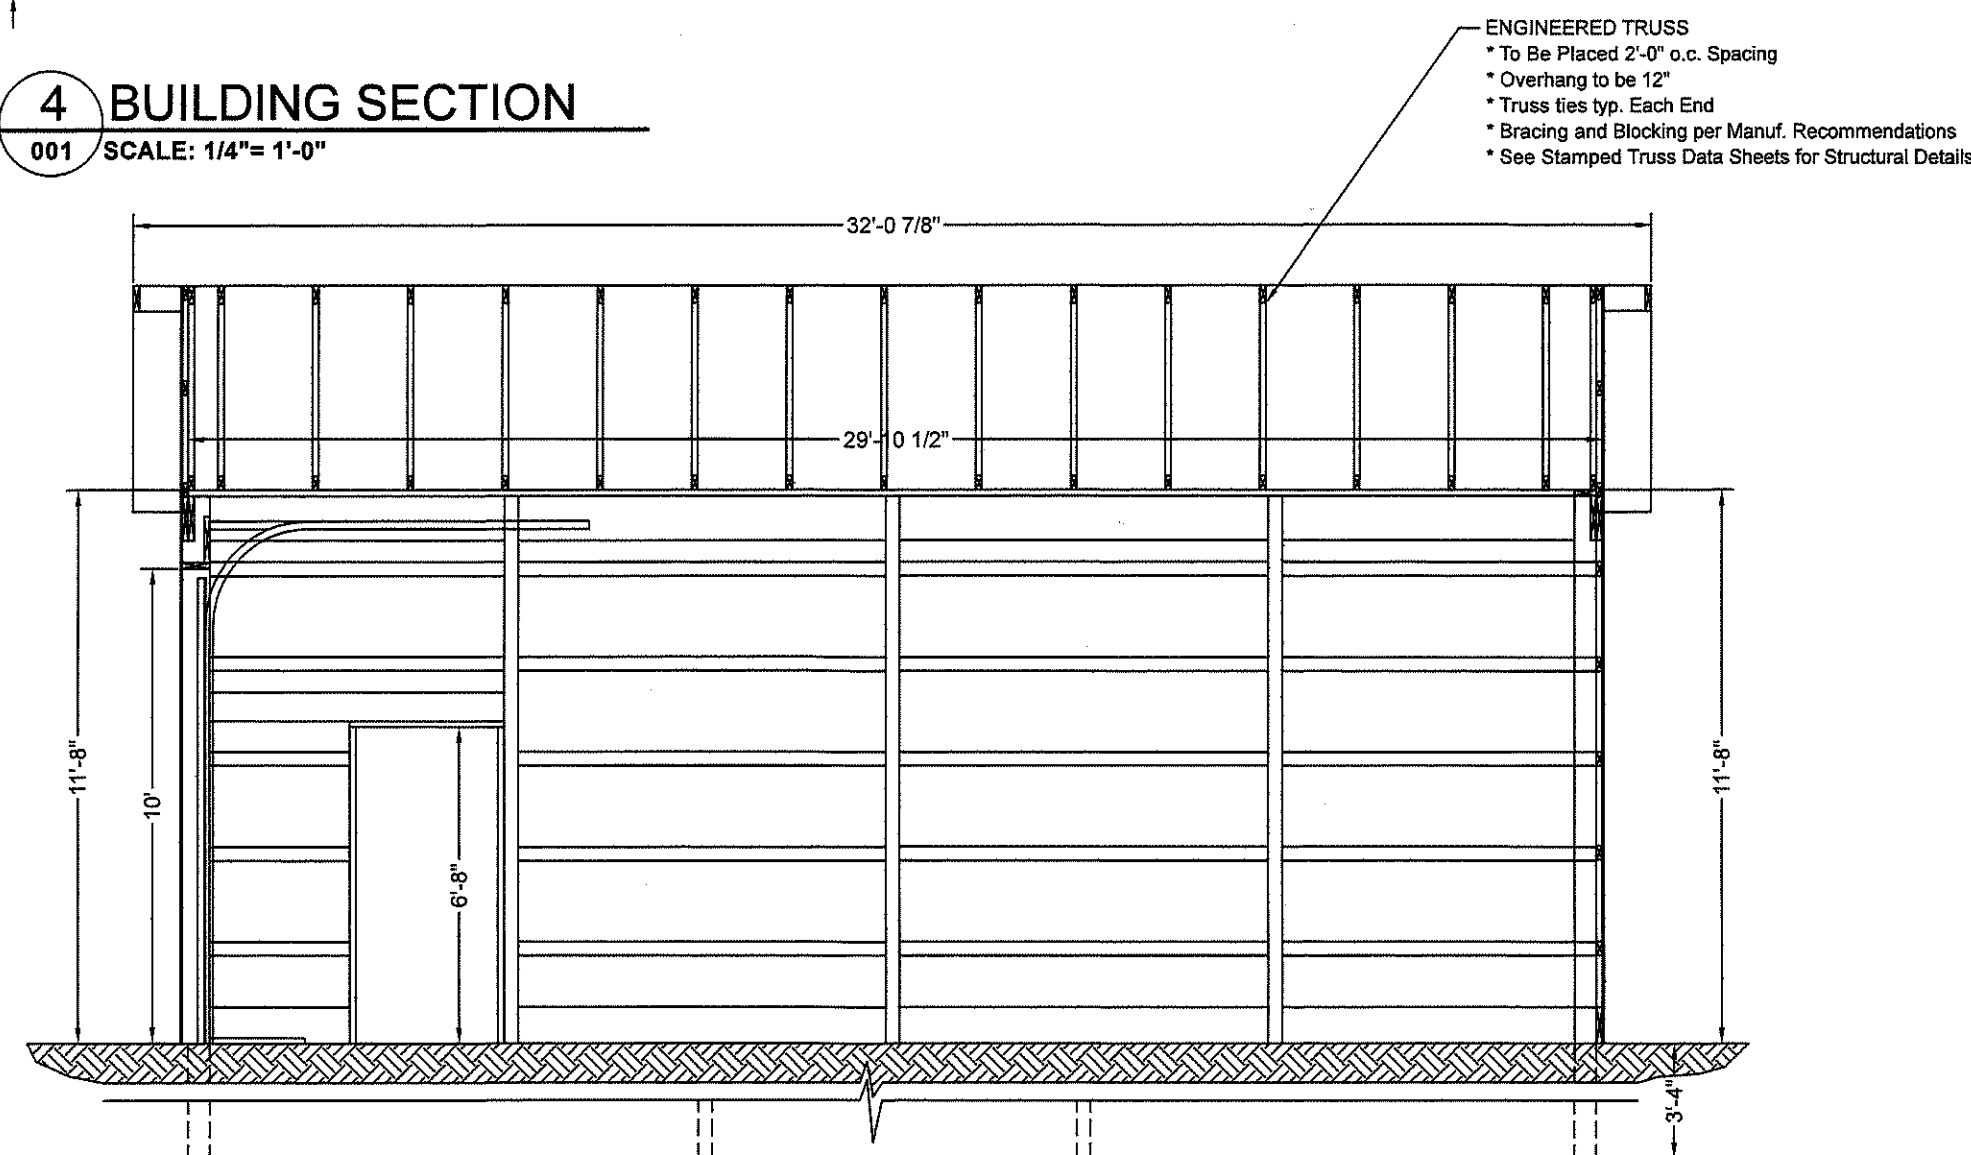 4 BUILDING SECTION
001 SCALE: 1/4"= 1'-0"
ENGINEERED TRUSS
* To Be Placed 2'-0" o.c. Spacing
* Overhang to be 12"
* Truss ties typ. Each End
* Bracing and Blocking per Manuf. Recommendations
* See Stamped Truss Data Sheets for Structural Details
32'-0 7/8"
29'-10 1/2"
11'-8"
10'
6'-8"
11'-8"
3'-4"